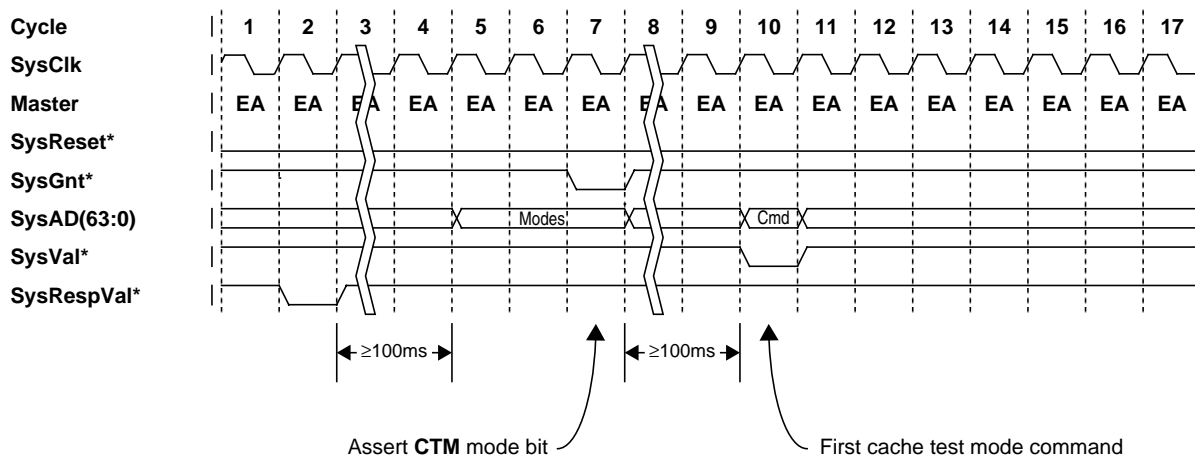 Cycle 1 2 3 4 5 6 7 8 9 10 11 12 13 14 15 16 17
SysClk
Master EA EA EA EA EA EA EA EA EA EA EA EA EA EA EA EA EA
SysReset*
SysGnt*
SysAD(63:0) Modes Cmd
SysVal*
SysRespVal*
≥100ms ≥100ms
Assert CTM mode bit First cache test mode command